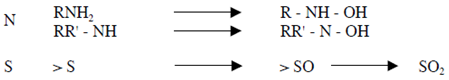 N RNH₂ → R - NH - OH
RR' - NH → RR' - N - OH
S > S → > SO → SO₂